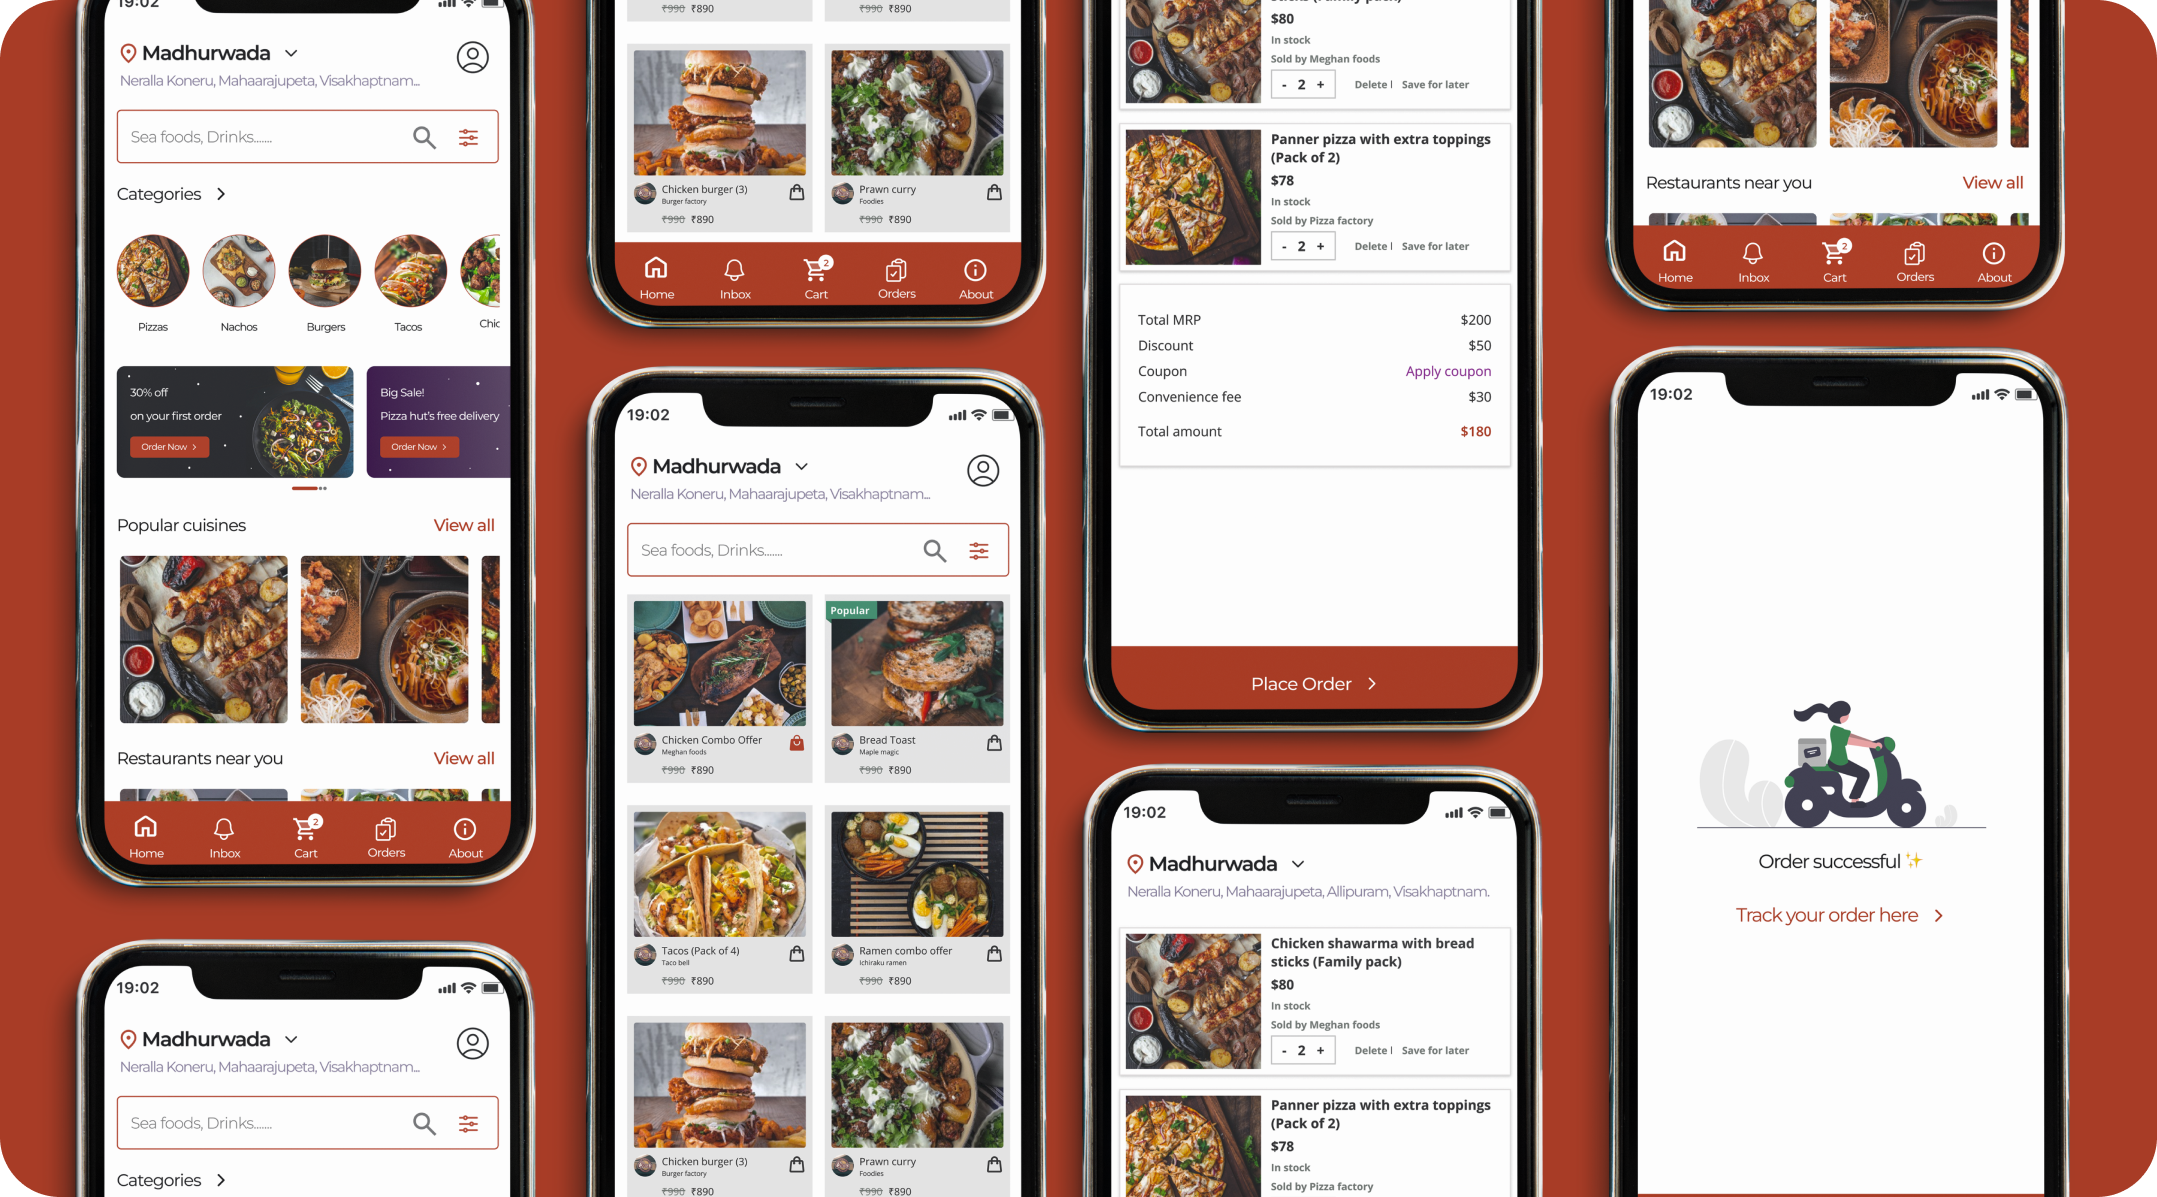 19:02
Madhurwada
Neralla Koneru, Mahaarajupeta, Visakhaptnam...
Sea foods, Drinks.......
Categories
Pizzas
Nachos
Burgers
Tacos
Chic
30% off
on your first order
Order Now
Big Sale!
Pizza hut's free delivery
Order Now
Popular cuisines
View all
Restaurants near you
View all
Home
Inbox
2
Cart
Orders
About
19:02
Madhurwada
Neralla Koneru, Mahaarajupeta, Visakhaptnam...
Sea foods, Drinks.......
Categories
₹990 ₹890
₹990 ₹890
Chicken burger (3)
Burger factory
₹990 ₹890
Prawn curry
Foodies
₹990 ₹890
Home
Inbox
2
Cart
Orders
About
19:02
Madhurwada
Neralla Koneru, Mahaarajupeta, Visakhaptnam...
Sea foods, Drinks.......
Chicken Combo Offer
Meghan foods
₹990 ₹890
Popular
Bread Toast
Maple magic
₹990 ₹890
Tacos (Pack of 4)
Taco bell
₹990 ₹890
Ramen combo offer
Ichiraku ramen
₹990 ₹890
Chicken burger (3)
Burger factory
₹990 ₹890
Prawn curry
Foodies
₹990 ₹890
sticks (Family pack)
$80
In stock
Sold by Meghan foods
- 2 +
Delete | Save for later
Panner pizza with extra toppings
(Pack of 2)
$78
In stock
Sold by Pizza factory
- 2 +
Delete | Save for later
Total MRP $200
Discount $50
Coupon Apply coupon
Convenience fee $30
Total amount $180
Place Order
19:02
Madhurwada
Neralla Koneru, Mahaarajupeta, Allipuram, Visakhaptnam.
Chicken shawarma with bread
sticks (Family pack)
$80
In stock
Sold by Meghan foods
- 2 +
Delete | Save for later
Panner pizza with extra toppings
(Pack of 2)
$78
In stock
Sold by Pizza factory
Restaurants near you
View all
Home
Inbox
2
Cart
Orders
About
19:02
Order successful ✨
Track your order here